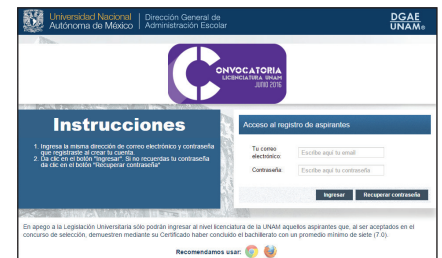 Universidad Nacional
Autónoma de México
Dirección General de
Administración Escolar
DGAE
UNAM®
CONVOCATORIA
LICENCIATURA UNAM
JUNIO 2016
Instrucciones
1. Ingresa la misma dirección de correo electrónico y contraseña
que registraste al crear tu cuenta.
2. Da clic en el botón "Ingresar". Si no recuerdas tu contraseña
da clic en el botón "Recuperar contraseña"
Acceso al registro de aspirantes
Tu correo
electrónico:
Escribe aquí tu email
Contraseña:
Escribe aquí tu contraseña
Ingresar
Recuperar contraseña
En apego a la Legislación Universitaria sólo podrán ingresar al nivel licenciatura de la UNAM aquellos aspirantes que, al ser aceptados en el
concurso de selección, demuestren mediante su Certificado haber concluido el bachillerato con un promedio mínimo de siete (7.0).
Recomendamos usar: